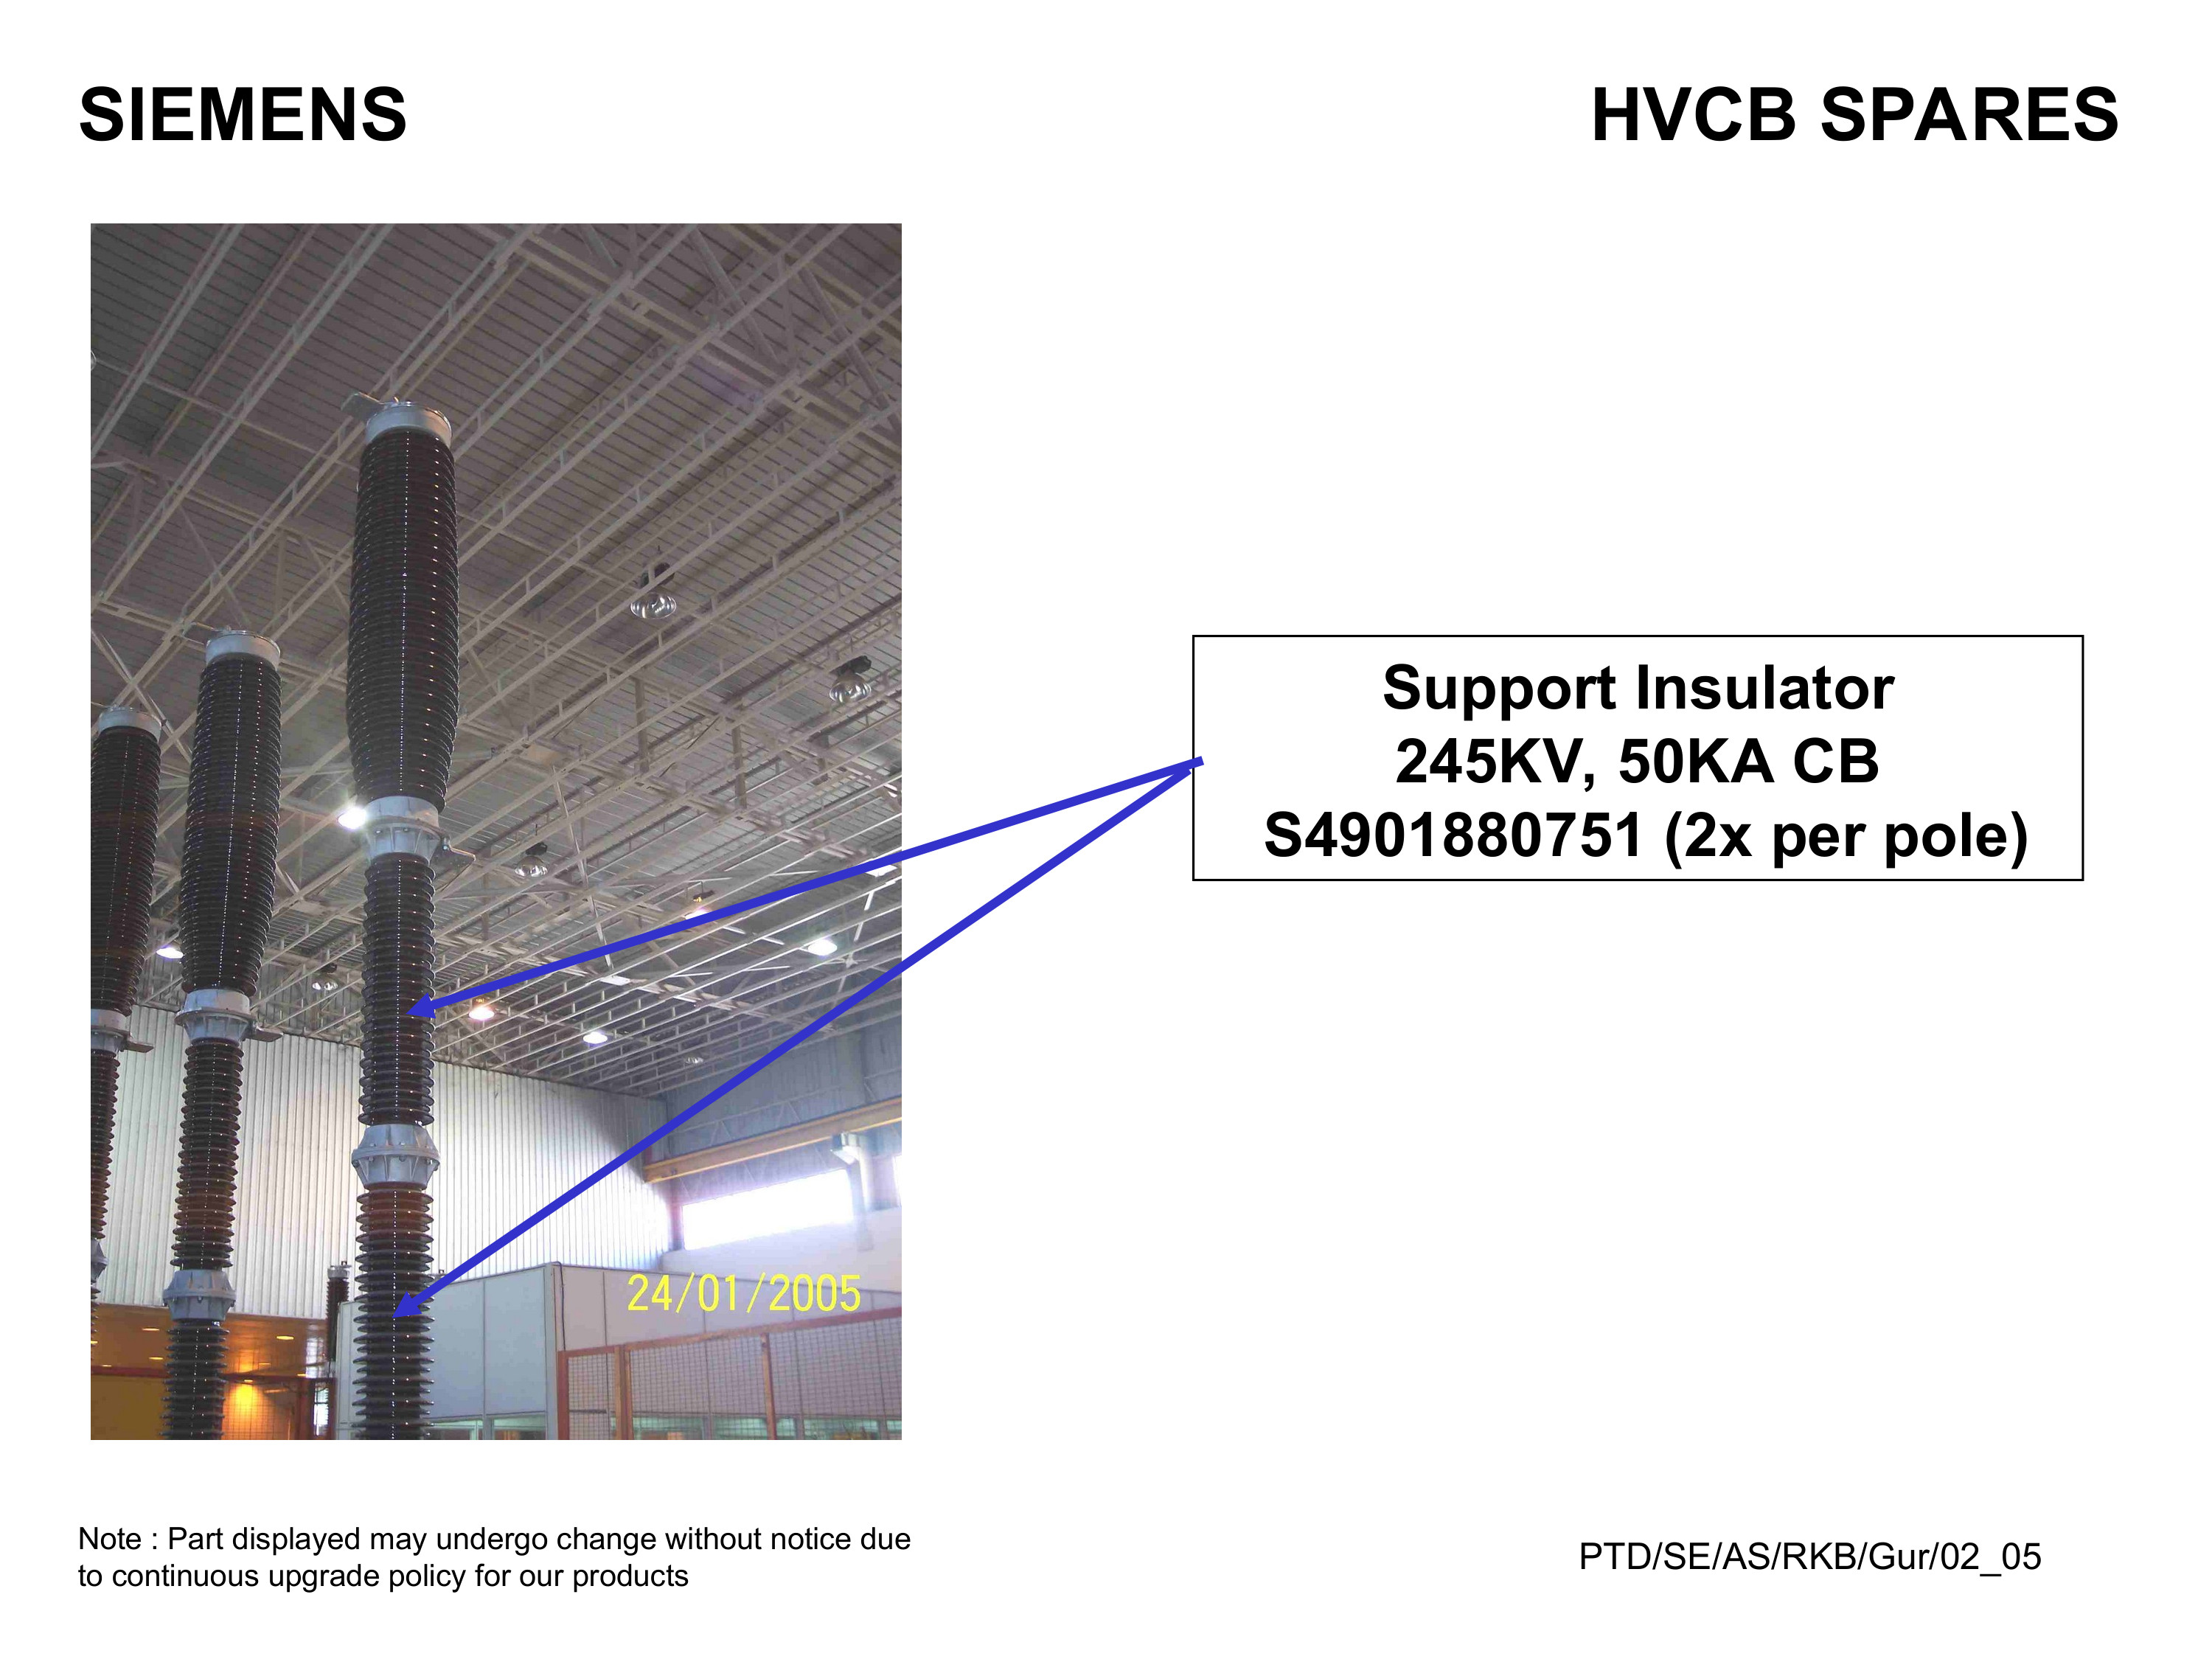 SIEMENS
HVCB SPARES
Support Insulator
245KV, 50KA CB
S4901880751 (2x per pole)
24/01/2005
Note : Part displayed may undergo change without notice due
to continuous upgrade policy for our products
PTD/SE/AS/RKB/Gur/02_05